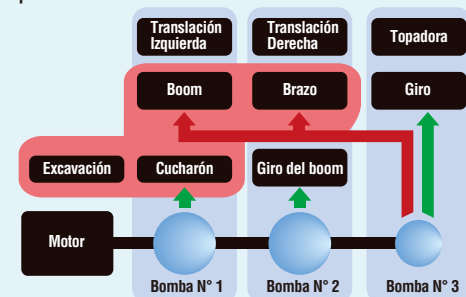 Translación
Izquierda
Translación
Derecha
Topadora
Boom
Brazo
Giro
Excavación
Cucharón
Giro del boom
Motor
Bomba N° 1
Bomba N° 2
Bomba N° 3